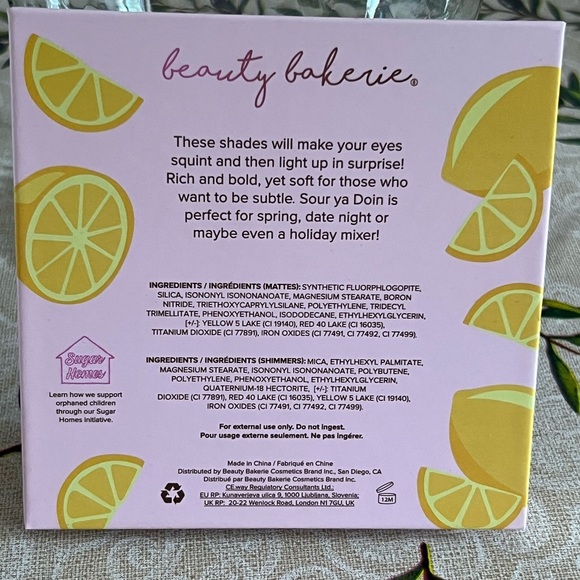 beauty bakerie®
These shades will make your eyes
squint and then light up in surprise!
Rich and bold, yet soft for those who
want to be subtle. Sour ya Doin is
perfect for spring, date night or
maybe even a holiday mixer!
INGREDIENTS / INGRÉDIENTS (MATTES): SYNTHETIC FLUORPHLOGOPITE,
SILICA, ISONONYL ISONONANOATE, MAGNESIUM STEARATE, BORON
NITRIDE, TRIETHOXYCAPRYLYLSILANE, POLYETHYLENE, TRIDECYL
TRIMELLITATE, PHENOXYETHANOL, ISODODECANE, ETHYLHEXYLGLYCERIN,
[+/-]: YELLOW 5 LAKE (CI 19140), RED 40 LAKE (CI 16035),
TITANIUM DIOXIDE (CI 77891), IRON OXIDES (CI 77491, CI 77492, CI 77499).
INGREDIENTS / INGRÉDIENTS (SHIMMERS): MICA, ETHYLHEXYL PALMITATE,
MAGNESIUM STEARATE, ISONONYL ISONONANOATE, POLYBUTENE,
POLYETHYLENE, PHENOXYETHANOL, ETHYLHEXYLGLYCERIN,
QUATERNIUM-18 HECTORITE, [+/-]: TITANIUM
DIOXIDE (CI 77891), RED 40 LAKE (CI 16035), YELLOW 5 LAKE (CI 19140),
IRON OXIDES (CI 77491, CI 77492, CI 77499).
Sugar
Homes
Learn how we support
orphaned children
through our Sugar
Homes initiative.
For external use only. Do not ingest.
Pour usage externe seulement. Ne pas ingérer.
Made in China / Fabriqué en Chine
Distributed by Beauty Bakerie Cosmetics Brand Inc., San Diego, CA
Distribué par Beauty Bakerie Cosmetics Brand Inc.
CE.way Regulatory Consultants Ltd.:
EU RP: Kunaverjeva ulica 9, 1000 Ljubljana, Slovenia;
UK RP: 20-22 Wenlock Road, London N1 7GU, UK
12M